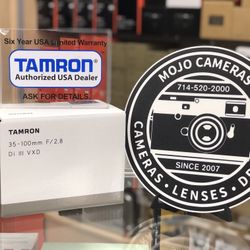 Six Year USA Limited Warranty
TAMRON
Authorized USA Dealer
ASK FOR DETAILS
TAMRON
35-100mm F/2.8
Di III VXD
MOJO CAMERAS
714-520-2000
SINCE 2007
CAMERAS • LENSES •